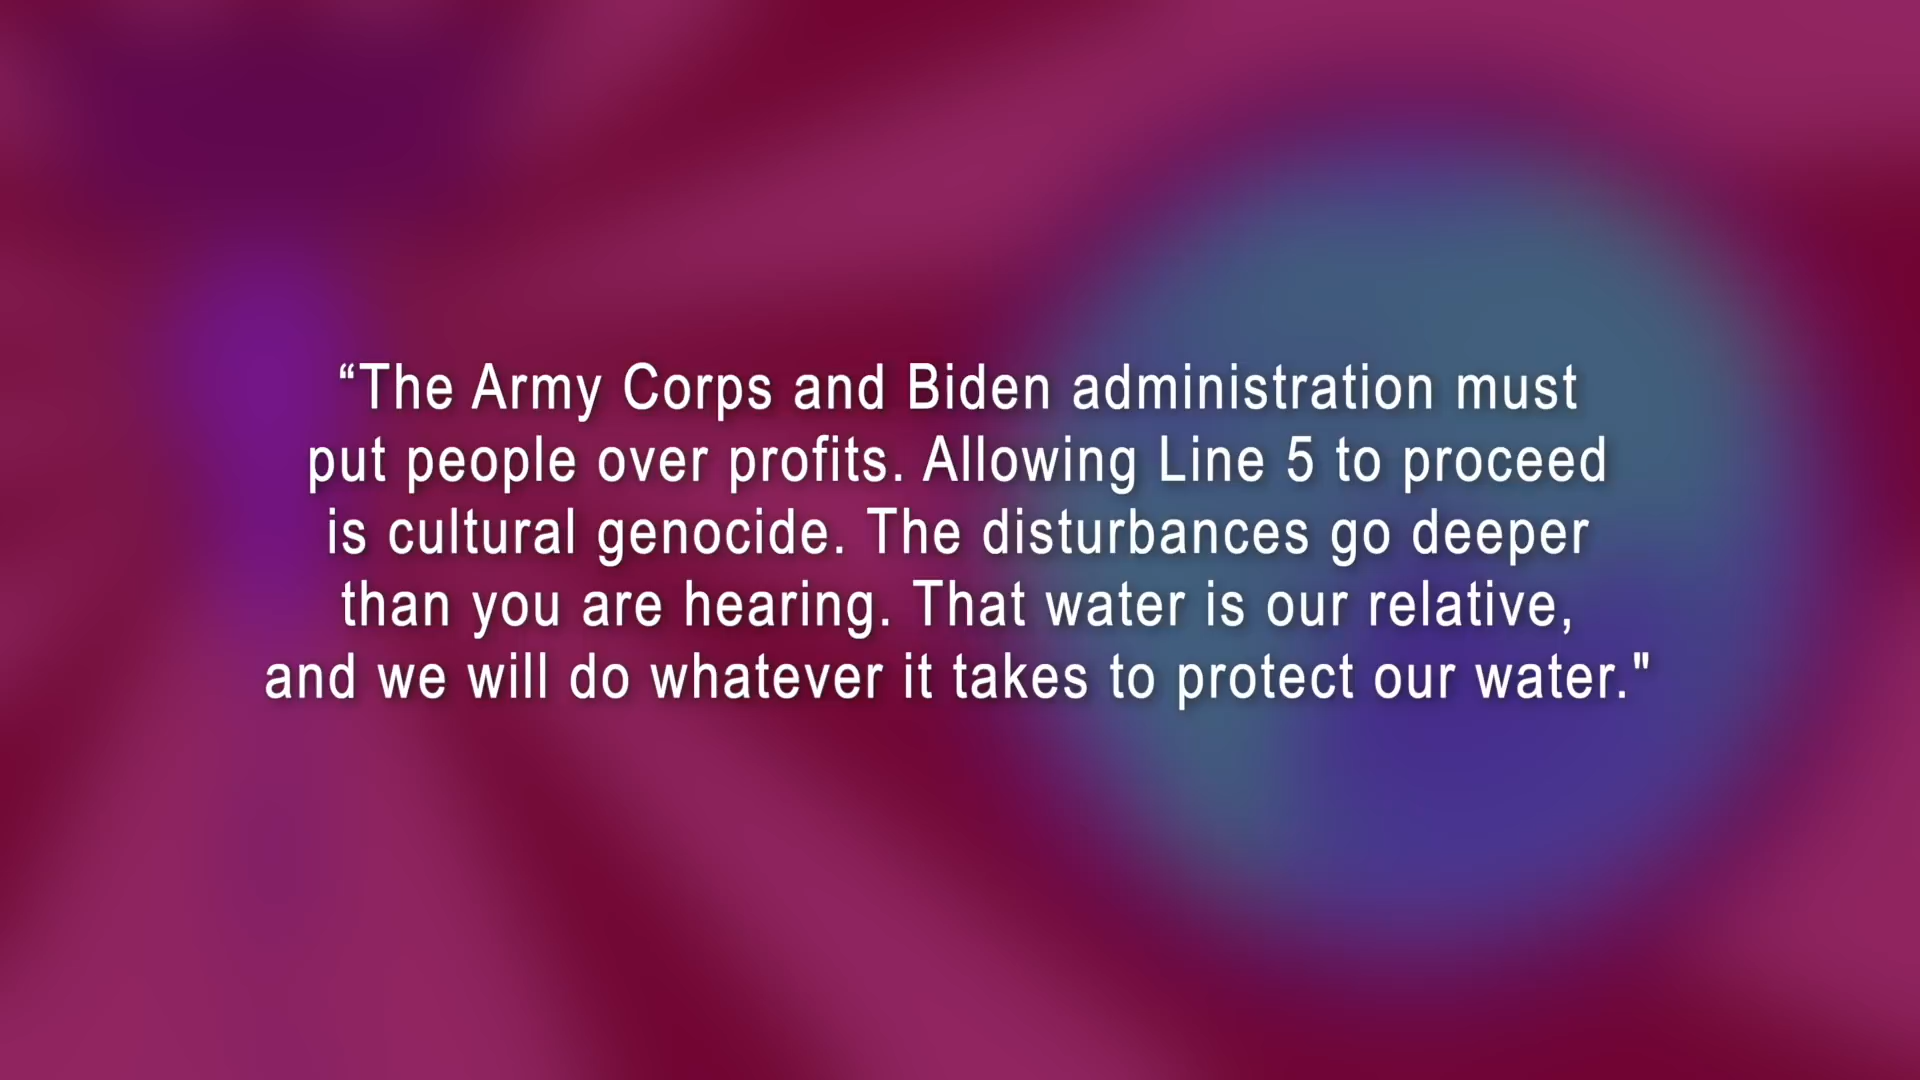 “The Army Corps and Biden administration must
put people over profits. Allowing Line 5 to proceed
is cultural genocide. The disturbances go deeper
than you are hearing. That water is our relative,
and we will do whatever it takes to protect our water."